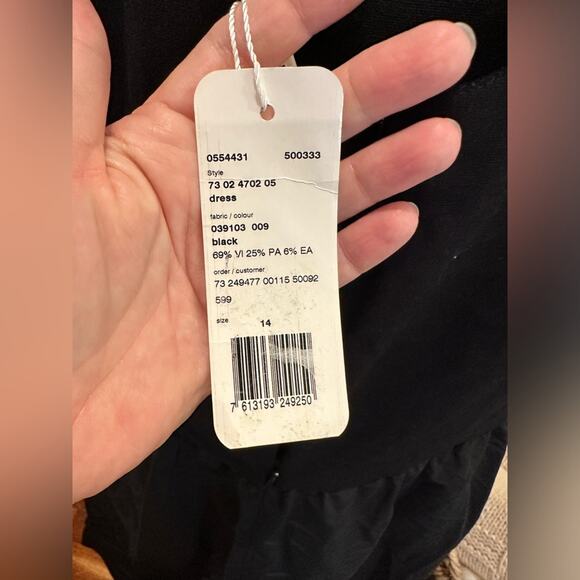 0554431 500333
Style
73 02 4702 05
dress
fabric / colour
039103 009
black
69% VI 25% PA 6% EA
order / customer
73 249477 00115 50092
599
size 14
7 613193 249250